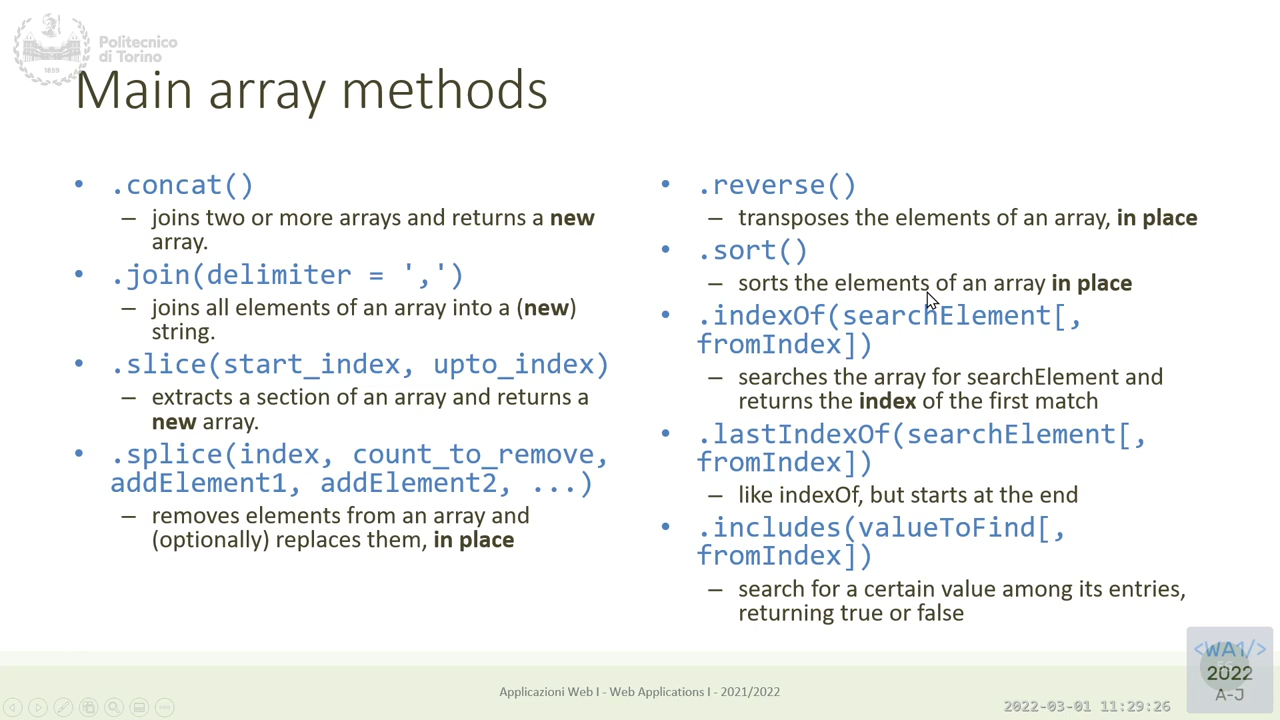 Politecnico
di Torino
1859
Main array methods
• .concat()
– joins two or more arrays and returns a new
array.
• .join(delimiter = ',')
– joins all elements of an array into a (new)
string.
• .slice(start_index, upto_index)
– extracts a section of an array and returns a
new array.
• .splice(index, count_to_remove,
addElement1, addElement2, ...)
– removes elements from an array and
(optionally) replaces them, in place
• .reverse()
– transposes the elements of an array, in place
• .sort()
– sorts the elements of an array in place
• .indexOf(searchElement[,
fromIndex])
– searches the array for searchElement and
returns the index of the first match
• .lastIndexOf(searchElement[,
fromIndex])
– like indexOf, but starts at the end
• .includes(valueToFind[,
fromIndex])
– search for a certain value among its entries,
returning true or false
Applicazioni Web I - Web Applications I - 2021/2022
2022-03-01 11:29:26
<WA1/>
2022
A-J